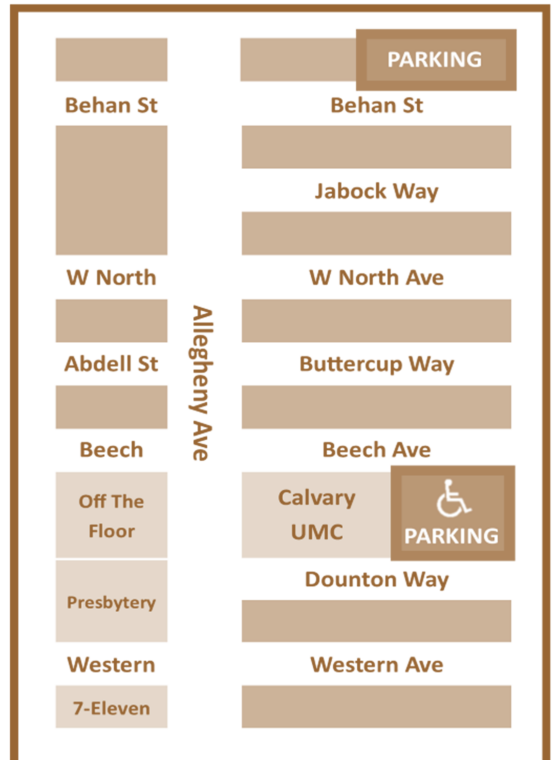 PARKING
Behan St
Behan St
Jabock Way
W North
W North Ave
Allegheny Ave
Abdell St
Buttercup Way
Beech
Beech Ave
Off The
Floor
Calvary
UMC
PARKING
Dounton Way
Presbytery
Western
Western Ave
7-Eleven